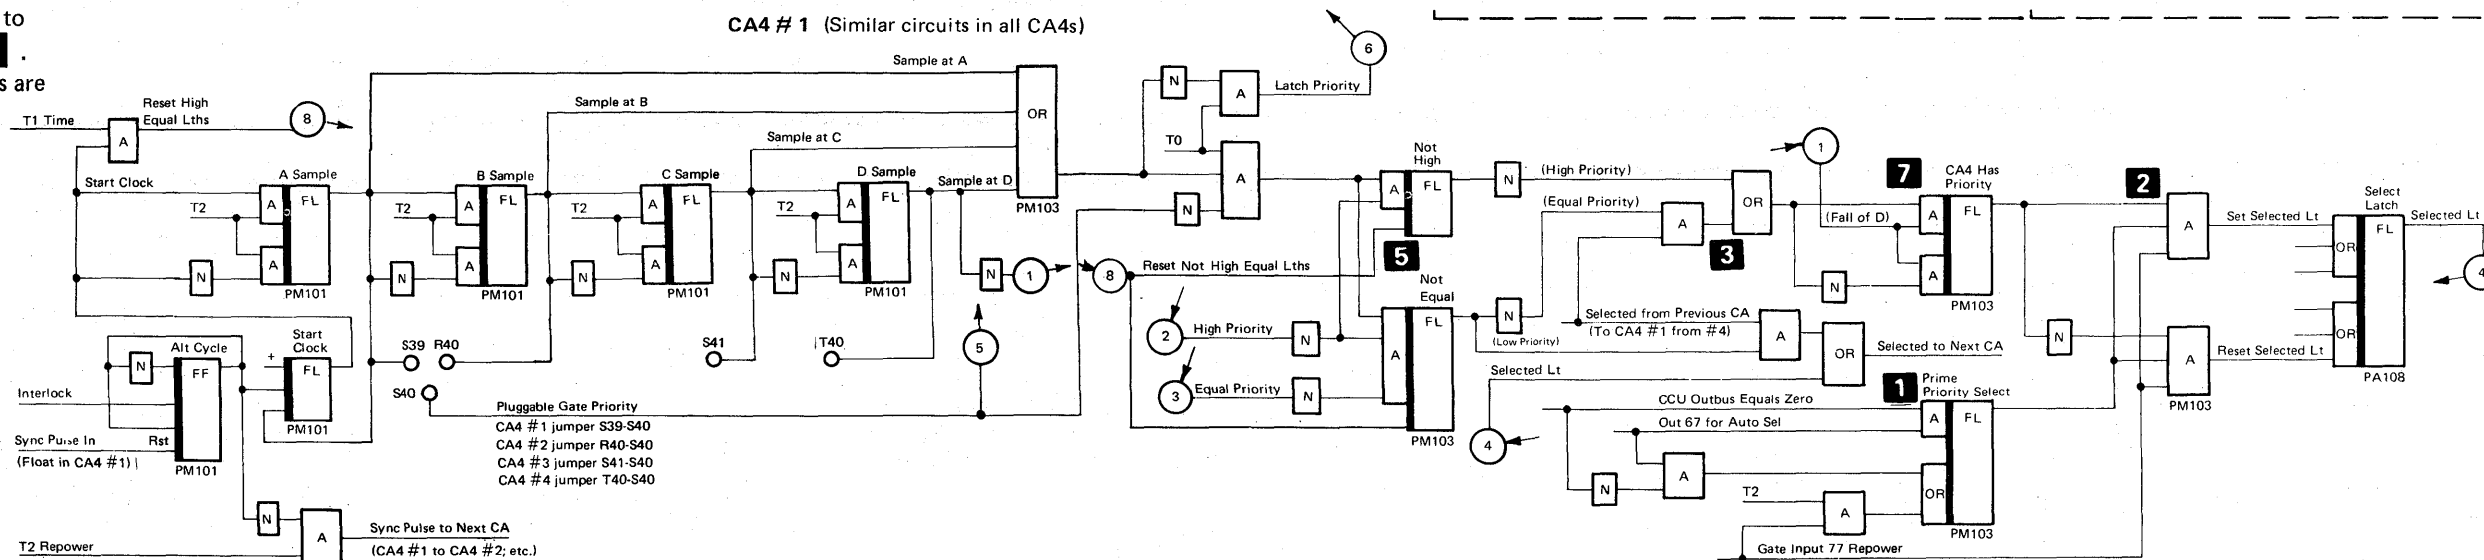 to
.
s are
CA4 # 1 (Similar circuits in all CA4s)
6
Sample at A
Sample at B
Sample at C
Sample at D
OR
PM103
N
A
Latch Priority
T0
A
N
T1 Time
A
Reset High
Equal Lths
8
Start Clock
A Sample
T2
A
A
FL
N
PM101
B Sample
T2
A
A
FL
N
PM101
C Sample
T2
A
A
FL
N
PM101
D Sample
T2
A
A
FL
N
PM101
N
1
8
5
Alt Cycle
N
FF
Interlock
Sync Pulse In
Rst
(Float in CA4 #1)
PM101
Start
Clock
+
FL
PM101
S39
R40
S40
S41
T40
Pluggable Gate Priority
CA4 #1 jumper S39-S40
CA4 #2 jumper R40-S40
CA4 #3 jumper S41-S40
CA4 #4 jumper T40-S40
N
A
T2 Repower
Sync Pulse to Next CA
(CA4 #1 to CA4 #2; etc.)
Not
High
A
FL
5
Reset Not High Equal Lths
2
High Priority
N
3
Equal Priority
N
Not
Equal
A
FL
PM103
N
(High Priority)
(Equal Priority)
N
(Low Priority)
A
3
OR
Selected from Previous CA
(To CA4 #1 from #4)
A
OR
Selected to Next CA
Selected Lt
4
1
7
CA4 Has
Priority
(Fall of D)
A
A
FL
N
PM103
1
Prime
Priority Select
CCU Outbus Equals Zero
Out 67 for Auto Sel
A
FL
OR
N
A
T2
A
PM103
Gate Input 77 Repower
2
A
Set Selected Lt
N
A
Reset Selected Lt
PM103
Select
Latch
OR
FL
OR
PA108
Selected Lt
4